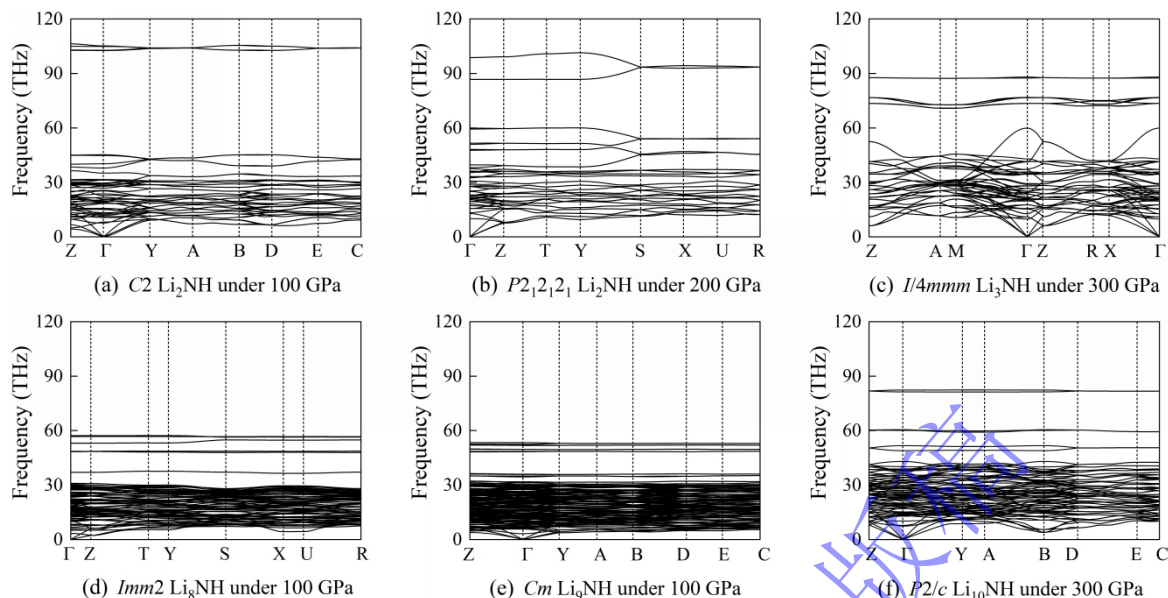 120 90 60 30 0
Frequency (THz)
Z Γ Y A B D E C
(a) C2 Li₂NH under 100 GPa
120 90 60 30 0
Frequency (THz)
Γ Z T Y S X U R
(b) P2₁2₁2₁ Li₂NH under 200 GPa
120 90 60 30 0
Frequency (THz)
Z A M Γ Z R X Γ
(c) I/4mmm Li₃NH under 300 GPa
120 90 60 30 0
Frequency (THz)
Γ Z T Y S X U R
(d) Imm2 Li₈NH under 100 GPa
120 90 60 30 0
Frequency (THz)
Z Γ Y A B D E C
(e) Cm Li₉NH under 100 GPa
120 90 60 30 0
Frequency (THz)
Z Γ Y A B D E C
(f) P2/c Li₁₀NH under 300 GPa
版稿